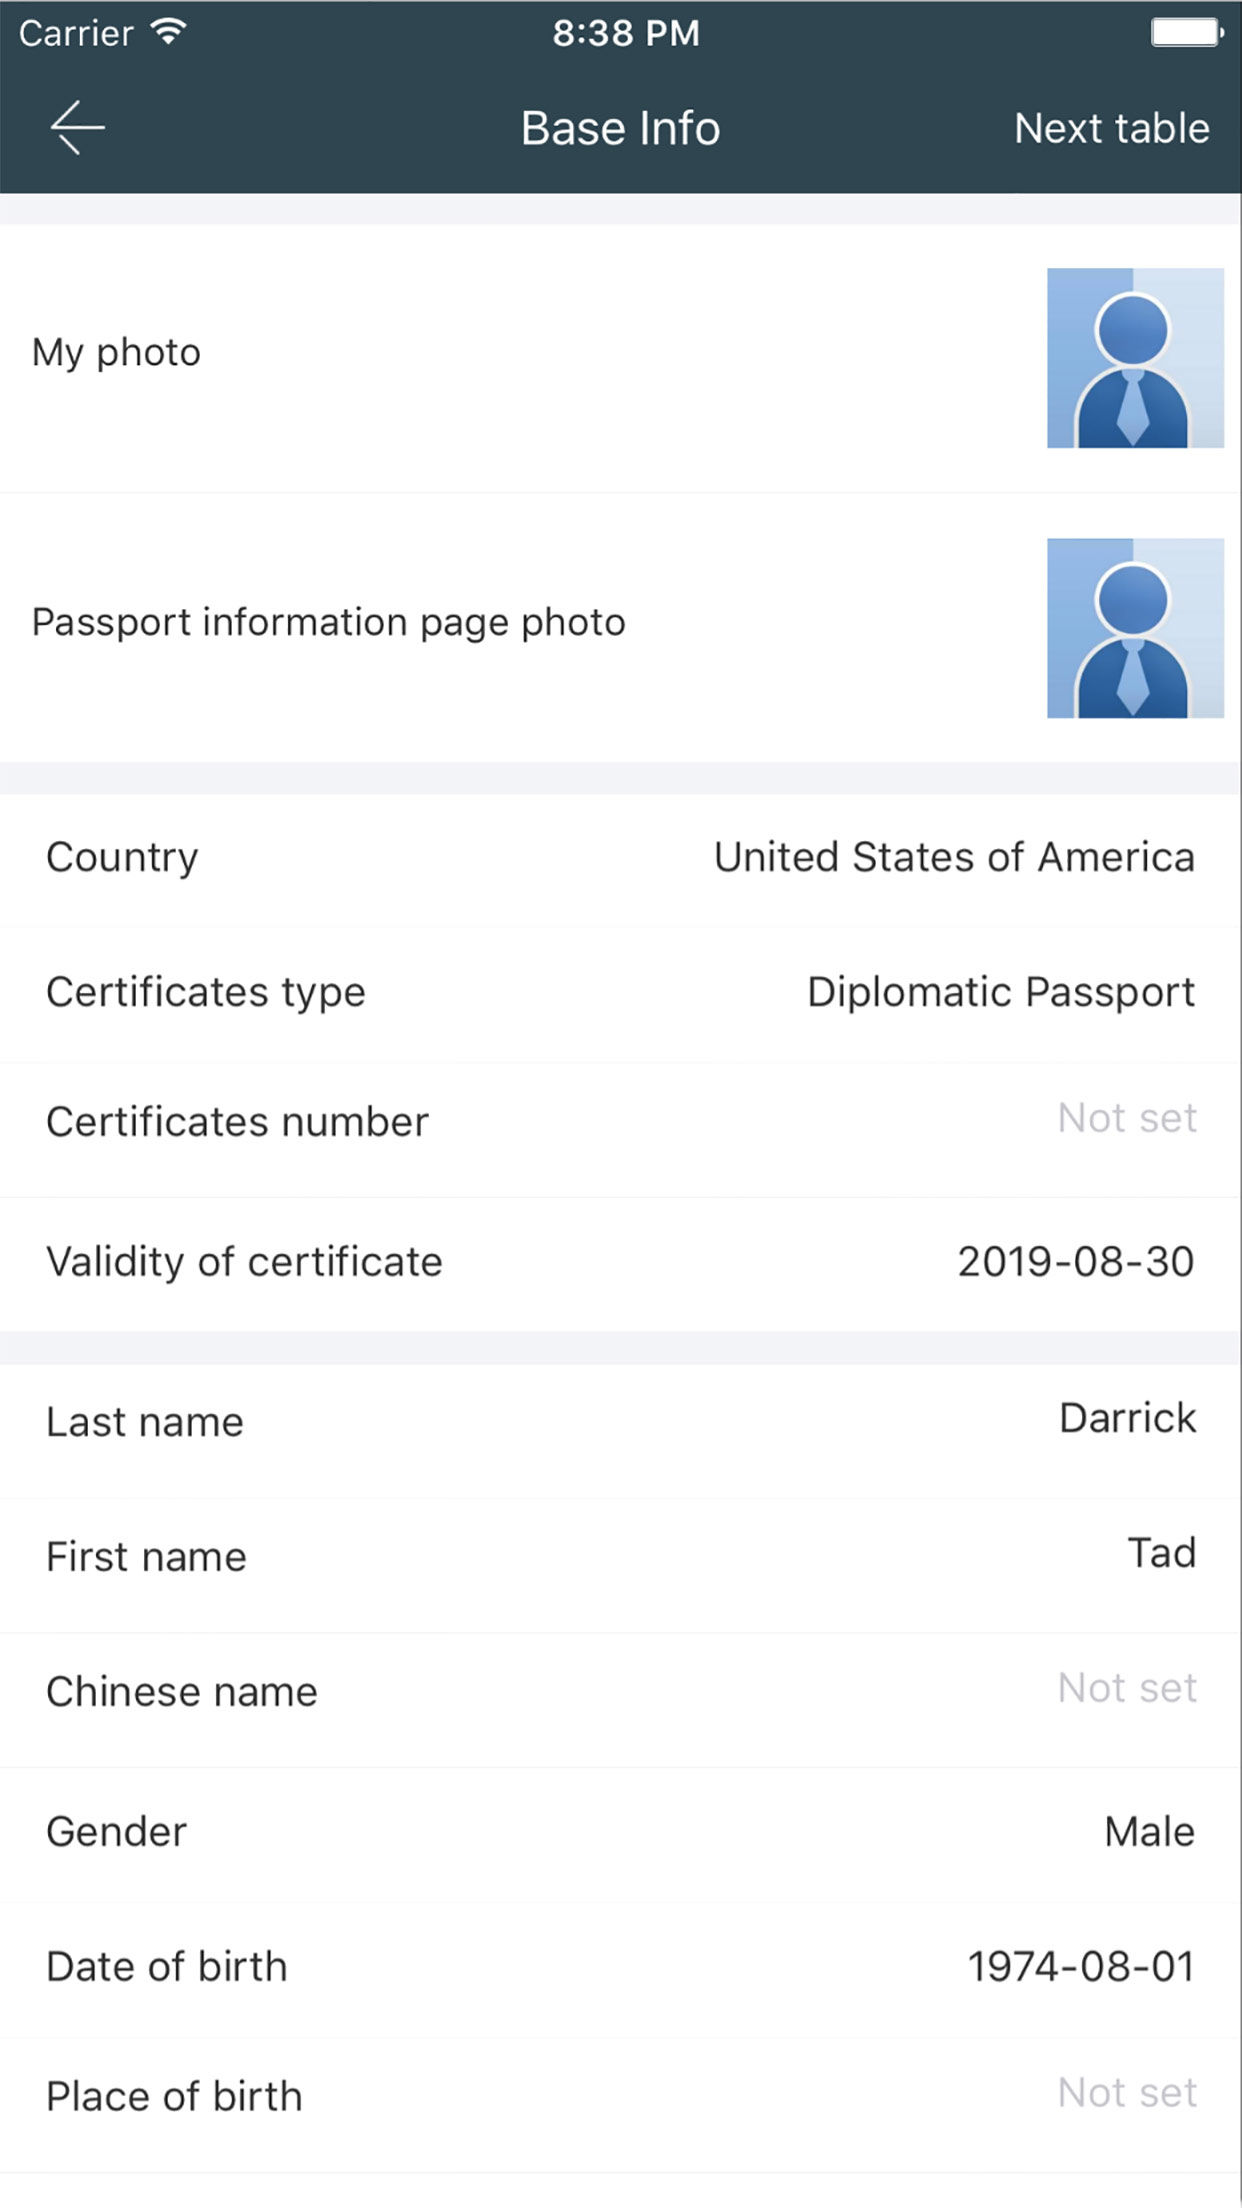 Carrier 8:38 PM
Base Info Next table
My photo
Passport information page photo
Country United States of America
Certificates type Diplomatic Passport
Certificates number Not set
Validity of certificate 2019-08-30
Last name Darrick
First name Tad
Chinese name Not set
Gender Male
Date of birth 1974-08-01
Place of birth Not set